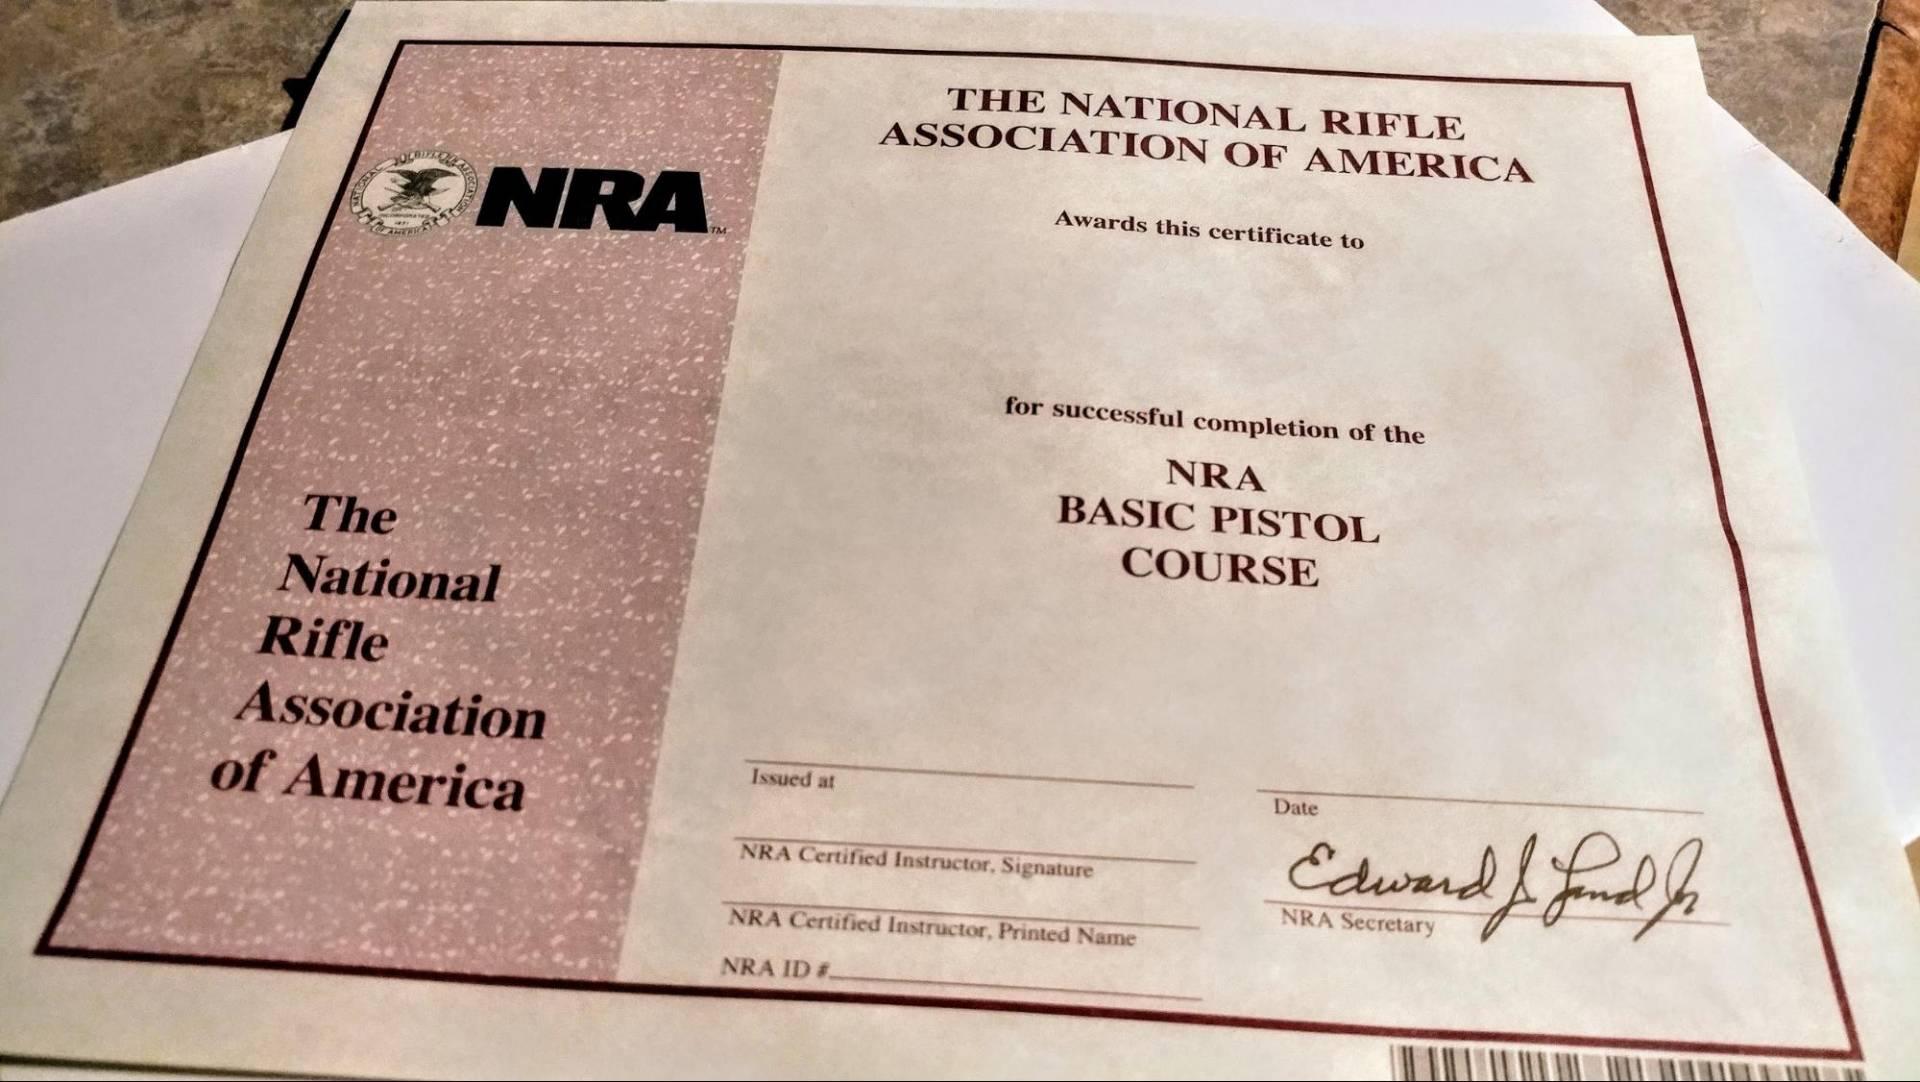 NRA™
The
National
Rifle
Association
of America
THE NATIONAL RIFLE
ASSOCIATION OF AMERICA
Awards this certificate to
for successful completion of the
NRA
BASIC PISTOL
COURSE
Issued at
Date
NRA Certified Instructor, Signature
Edward J. Land Jr
NRA Secretary
NRA Certified Instructor, Printed Name
NRA ID #